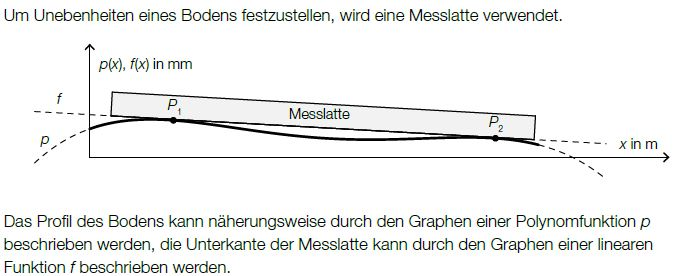 Um Unebenheiten eines Bodens festzustellen, wird eine Messlatte verwendet.
p(x), f(x) in mm
f
P₁
Messlatte
P₂
p
x in m
Das Profil des Bodens kann näherungsweise durch den Graphen einer Polynomfunktion p
beschrieben werden, die Unterkante der Messlatte kann durch den Graphen einer linearen
Funktion f beschrieben werden.